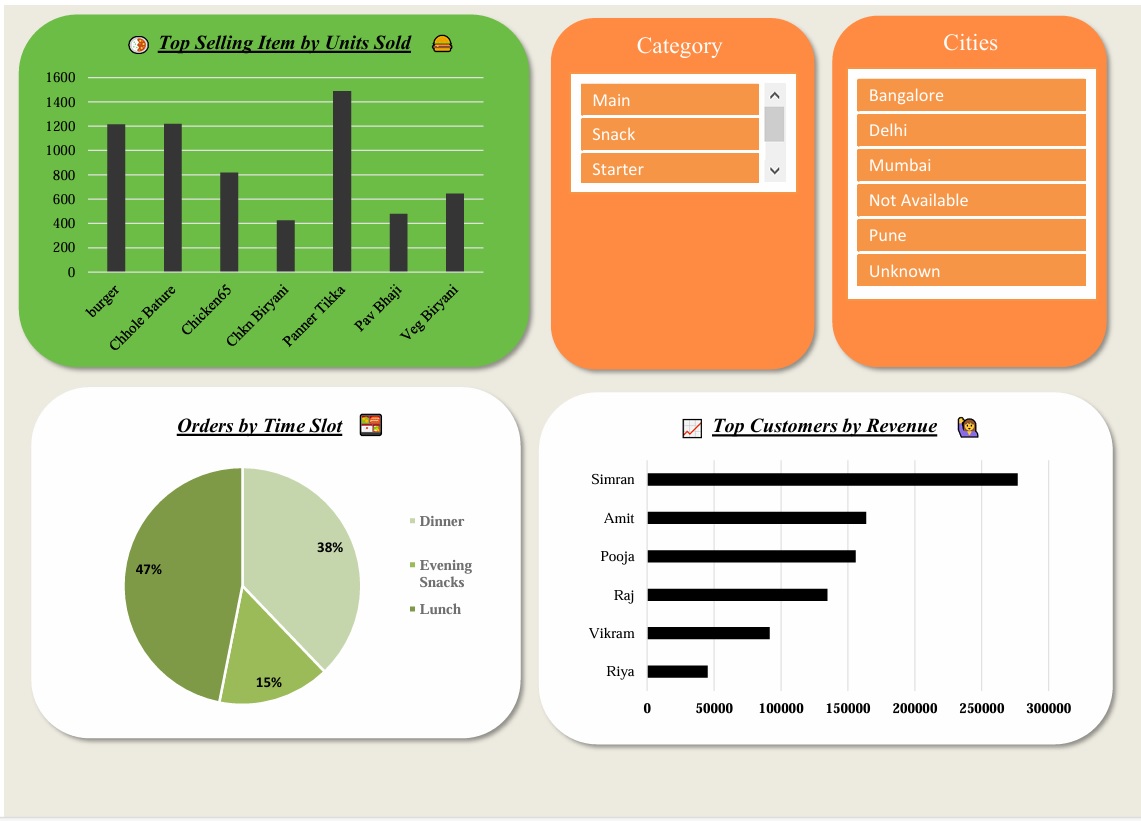 Top Selling Item by Units Sold
1600
1400
1200
1000
800
600
400
200
0
burger
Chhole Bature
Chicken65
Chkn Biryani
Panner Tikka
Pav Bhaji
Veg Biryani
Category
Main
Snack
Starter
Cities
Bangalore
Delhi
Mumbai
Not Available
Pune
Unknown
Orders by Time Slot
38%
47%
15%
Dinner
Evening
Snacks
Lunch
Top Customers by Revenue
Simran
Amit
Pooja
Raj
Vikram
Riya
0 50000 100000 150000 200000 250000 300000